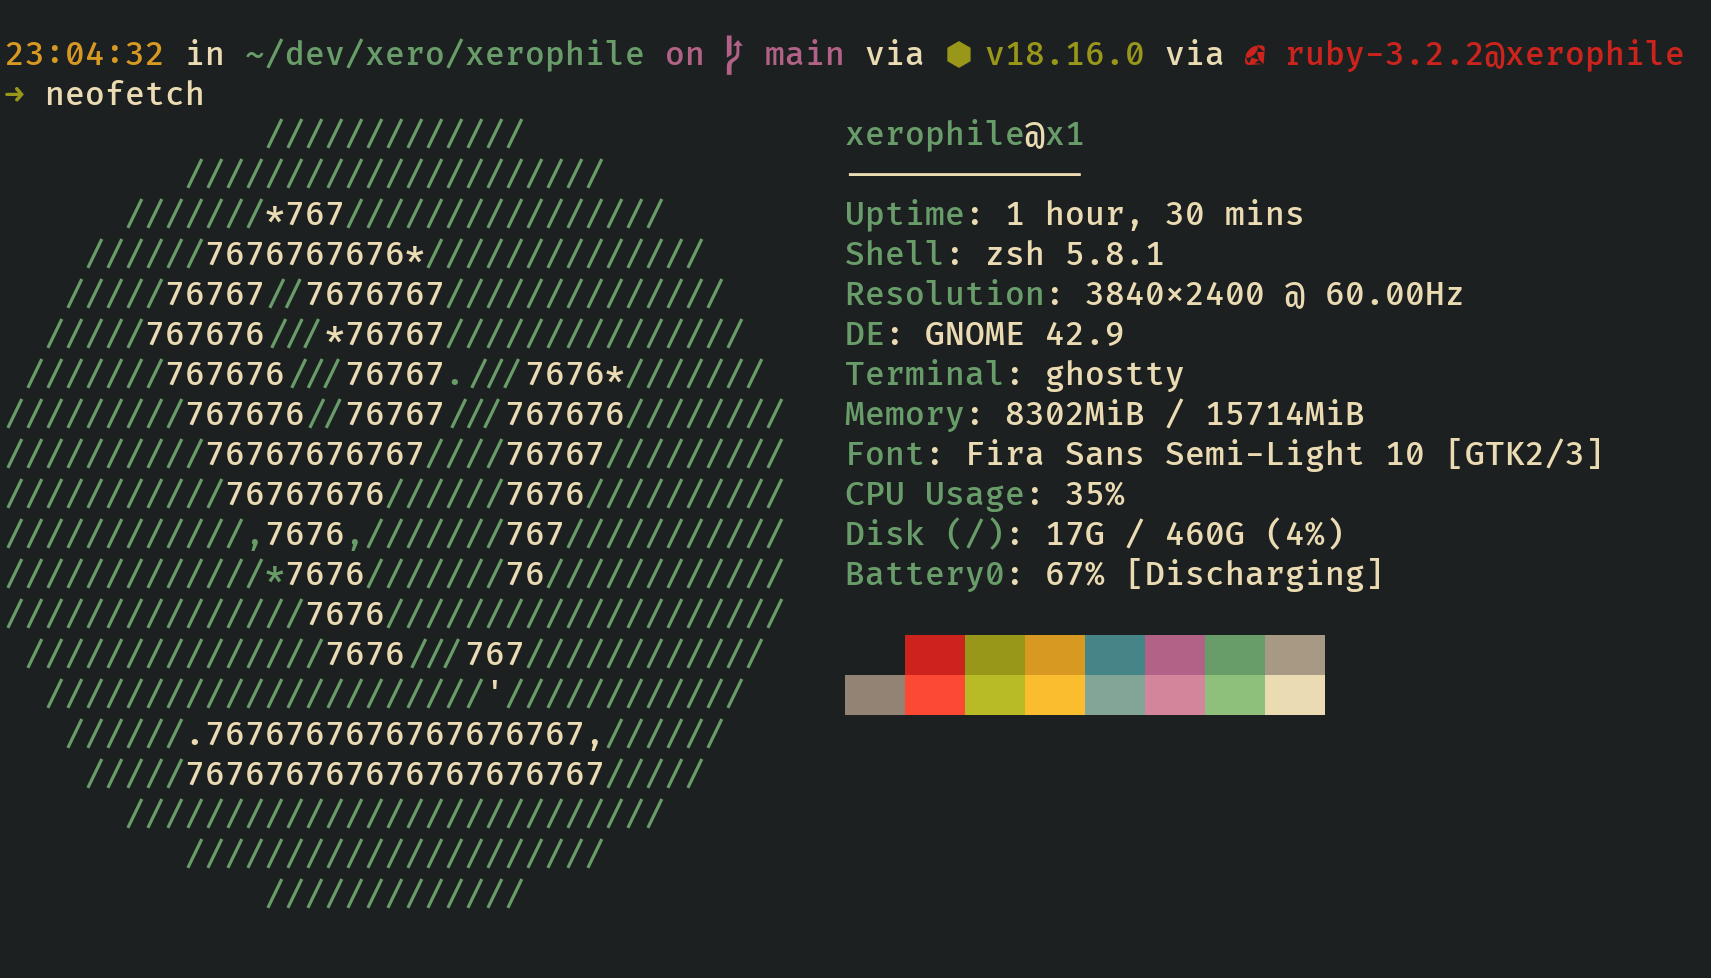 23:04:32 in ~/dev/xero/xerophile on main via ⬢ v18.16.0 via ruby-3.2.2@xerophile
➜ neofetch
             /////////////                xerophile@x1
         /////////////////////            ────────────
      ///////*767////////////////         Uptime: 1 hour, 30 mins
    //////7676767676*//////////////       Shell: zsh 5.8.1
   /////76767//7676767//////////////      Resolution: 3840×2400 @ 60.00Hz
  /////767676///*76767///////////////     DE: GNOME 42.9
 ///////767676///76767.///7676*///////    Terminal: ghostty
/////////767676//76767///767676////////   Memory: 8302MiB / 15714MiB
//////////76767676767////76767/////////   Font: Fira Sans Semi-Light 10 [GTK2/3]
///////////76767676//////7676//////////   CPU Usage: 35%
////////////,7676,///////767///////////   Disk (/): 17G / 460G (4%)
/////////////*7676///////76////////////   Battery0: 67% [Discharging]
///////////////7676////////////////////
 ///////////////7676///767////////////
  //////////////////////'////////////
   //////.7676767676767676767,//////
    /////767676767676767676767/////
      ///////////////////////////
         /////////////////////
             /////////////